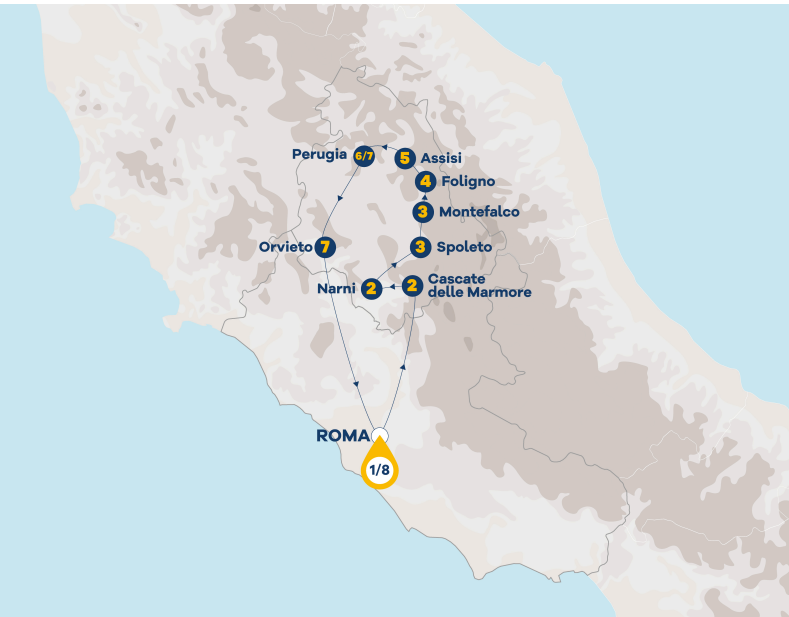 Perugia 6/7
5 Assisi
4 Foligno
3 Montefalco
Orvieto 7
3 Spoleto
Narni 2
2 Cascate
delle Marmore
ROMA
1/8